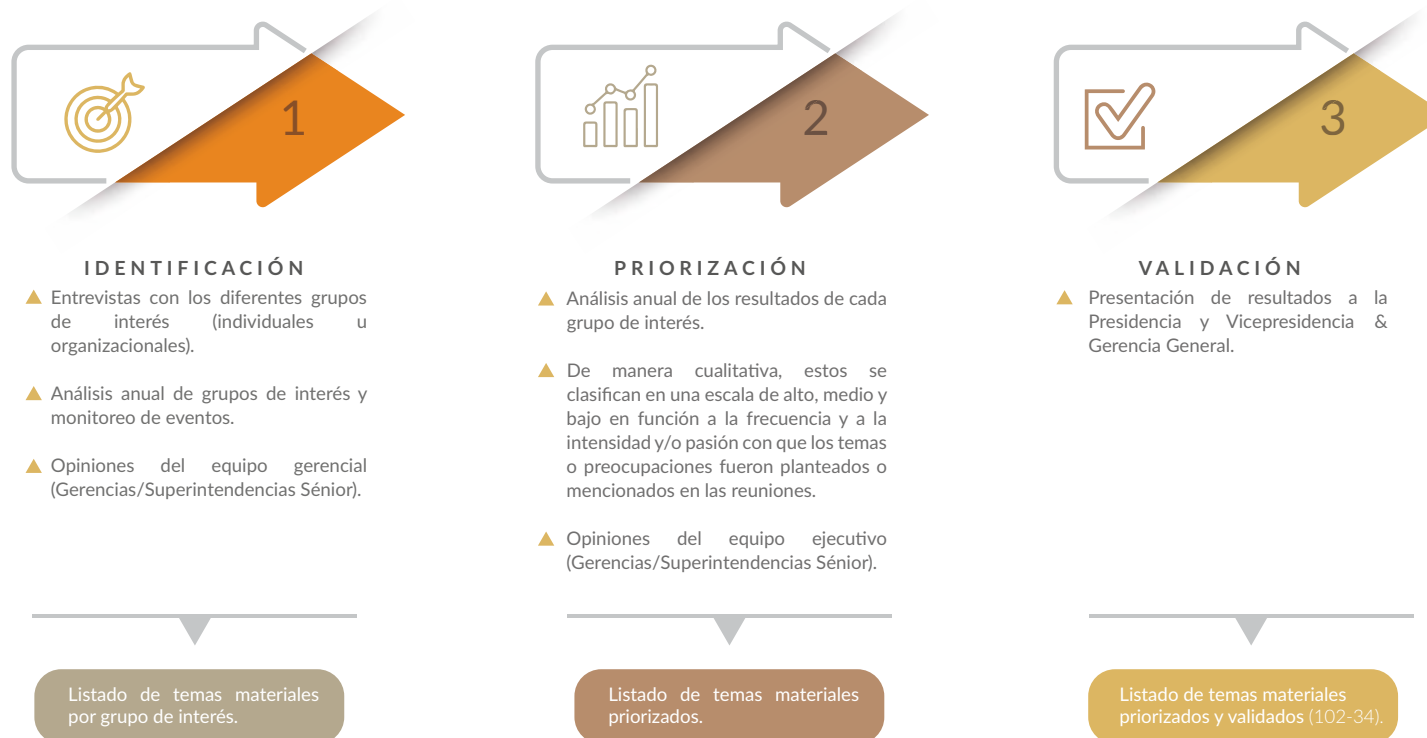 1
IDENTIFICACIÓN
Entrevistas con los diferentes grupos
de interés (individuales u
organizacionales).
Análisis anual de grupos de interés y
monitoreo de eventos.
Opiniones del equipo gerencial
(Gerencias/Superintendencias Sénior).
Listado de temas materiales
por grupo de interés.
2
PRIORIZACIÓN
Análisis anual de los resultados de cada
grupo de interés.
De manera cualitativa, estos se
clasifican en una escala de alto, medio y
bajo en función a la frecuencia y a la
intensidad y/o pasión con que los temas
o preocupaciones fueron planteados o
mencionados en las reuniones.
Opiniones del equipo ejecutivo
(Gerencias/Superintendencias Sénior).
Listado de temas materiales
priorizados.
3
VALIDACIÓN
Presentación de resultados a la
Presidencia y Vicepresidencia &
Gerencia General.
Listado de temas materiales
priorizados y validados (102-34).